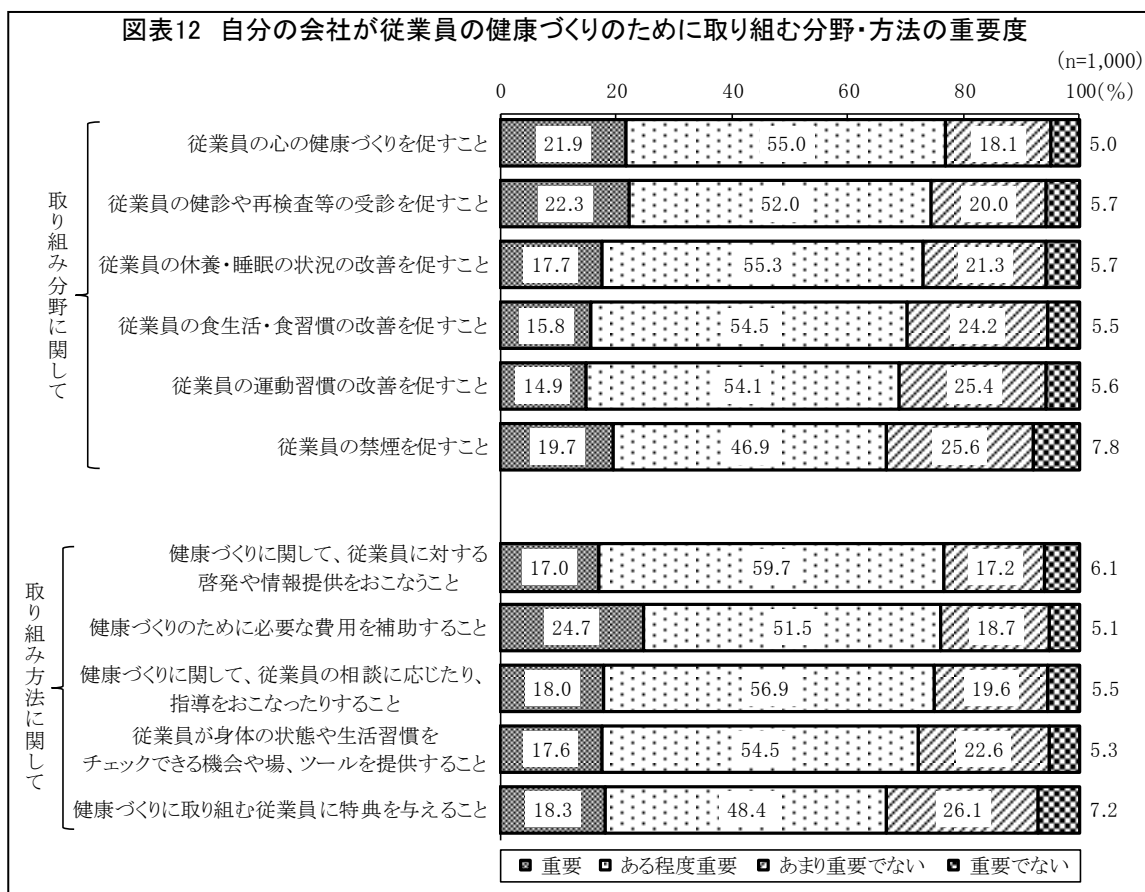 図表12 自分の会社が従業員の健康づくりのために取り組む分野・方法の重要度
(n=1,000)
0 20 40 60 80 100(%)
取り組み分野に関して
従業員の心の健康づくりを促すこと 21.9 55.0 18.1 5.0
従業員の健診や再検査等の受診を促すこと 22.3 52.0 20.0 5.7
従業員の休養・睡眠の状況の改善を促すこと 17.7 55.3 21.3 5.7
従業員の食生活・食習慣の改善を促すこと 15.8 54.5 24.2 5.5
従業員の運動習慣の改善を促すこと 14.9 54.1 25.4 5.6
従業員の禁煙を促すこと 19.7 46.9 25.6 7.8
取り組み方法に関して
健康づくりに関して、従業員に対する
啓発や情報提供をおこなうこと 17.0 59.7 17.2 6.1
健康づくりのために必要な費用を補助すること 24.7 51.5 18.7 5.1
健康づくりに関して、従業員の相談に応じたり、
指導をおこなったりすること 18.0 56.9 19.6 5.5
従業員が身体の状態や生活習慣を
チェックできる機会や場、ツールを提供すること 17.6 54.5 22.6 5.3
健康づくりに取り組む従業員に特典を与えること 18.3 48.4 26.1 7.2
重要 ある程度重要 あまり重要でない 重要でない